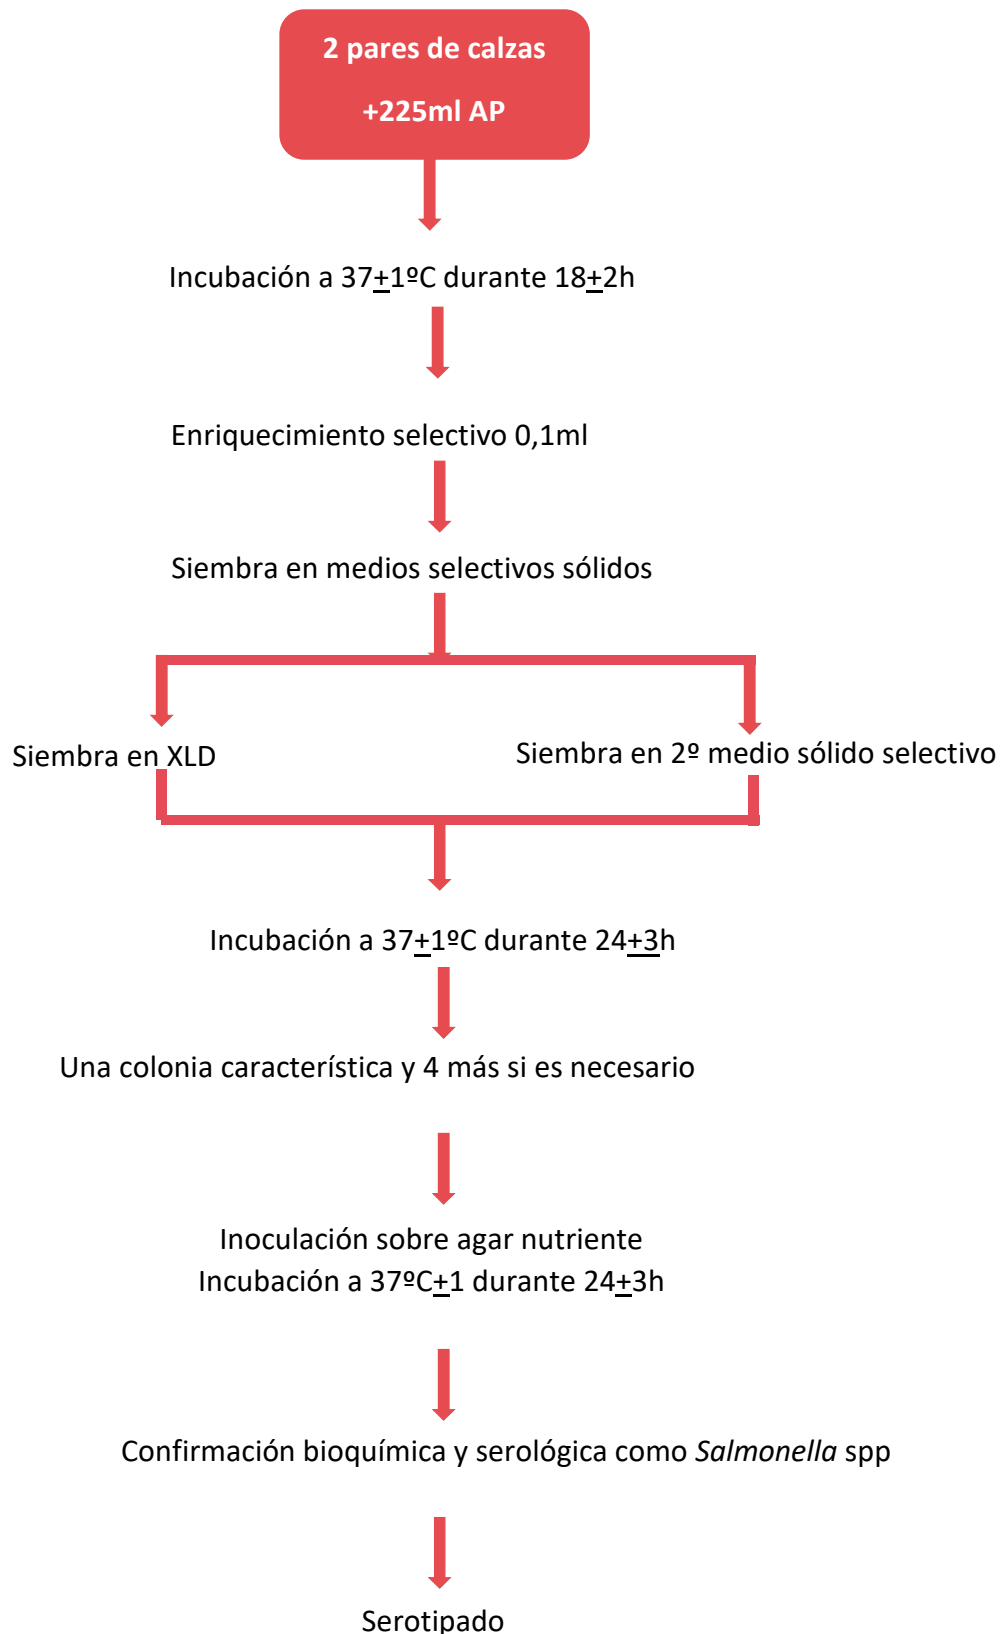 2 pares de calzas
+225ml AP
Incubación a 37+1ºC durante 18+2h
Enriquecimiento selectivo 0,1ml
Siembra en medios selectivos sólidos
Siembra en XLD
Siembra en 2º medio sólido selectivo
Incubación a 37+1ºC durante 24+3h
Una colonia característica y 4 más si es necesario
Inoculación sobre agar nutriente
Incubación a 37ºC+1 durante 24+3h
Confirmación bioquímica y serológica como Salmonella spp
Serotipado